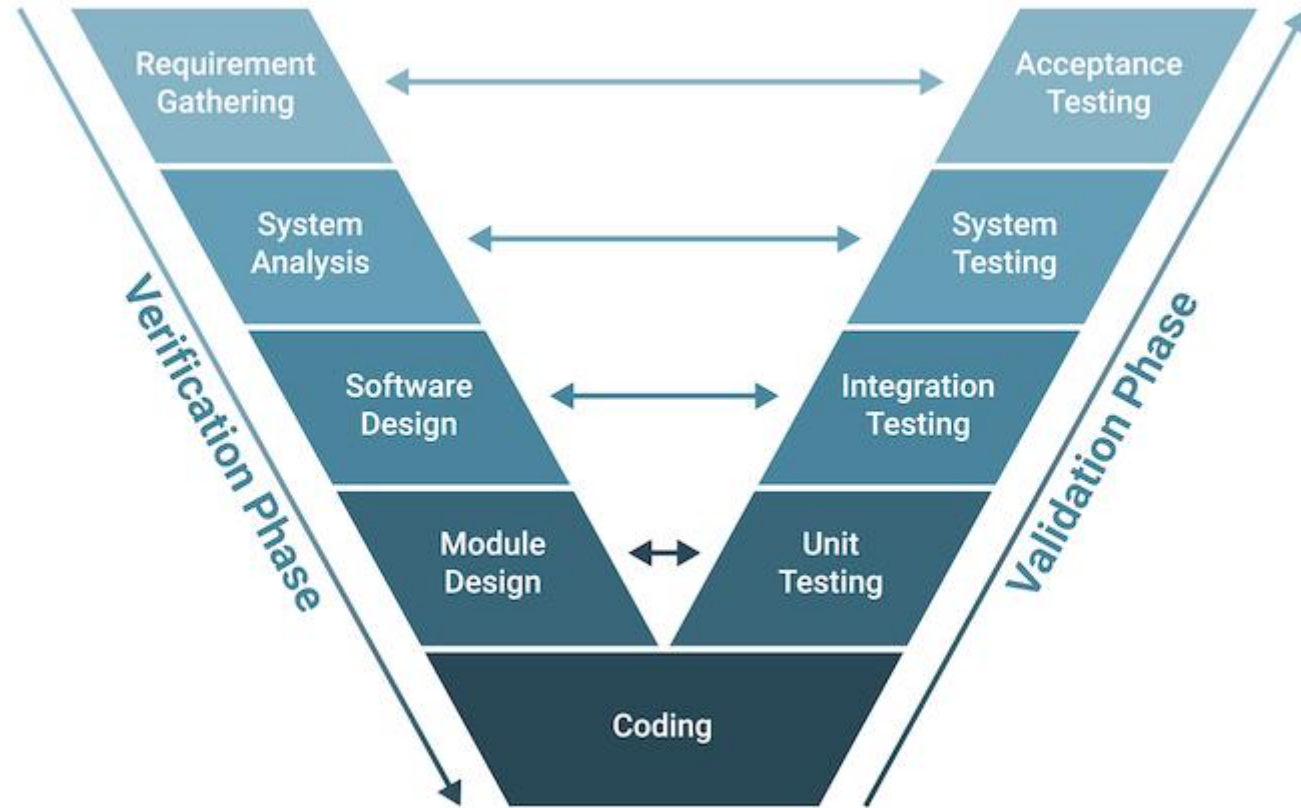 Requirement
Gathering
Acceptance
Testing
System
Analysis
System
Testing
Software
Design
Integration
Testing
Module
Design
Unit
Testing
Coding
Verification Phase
Validation Phase